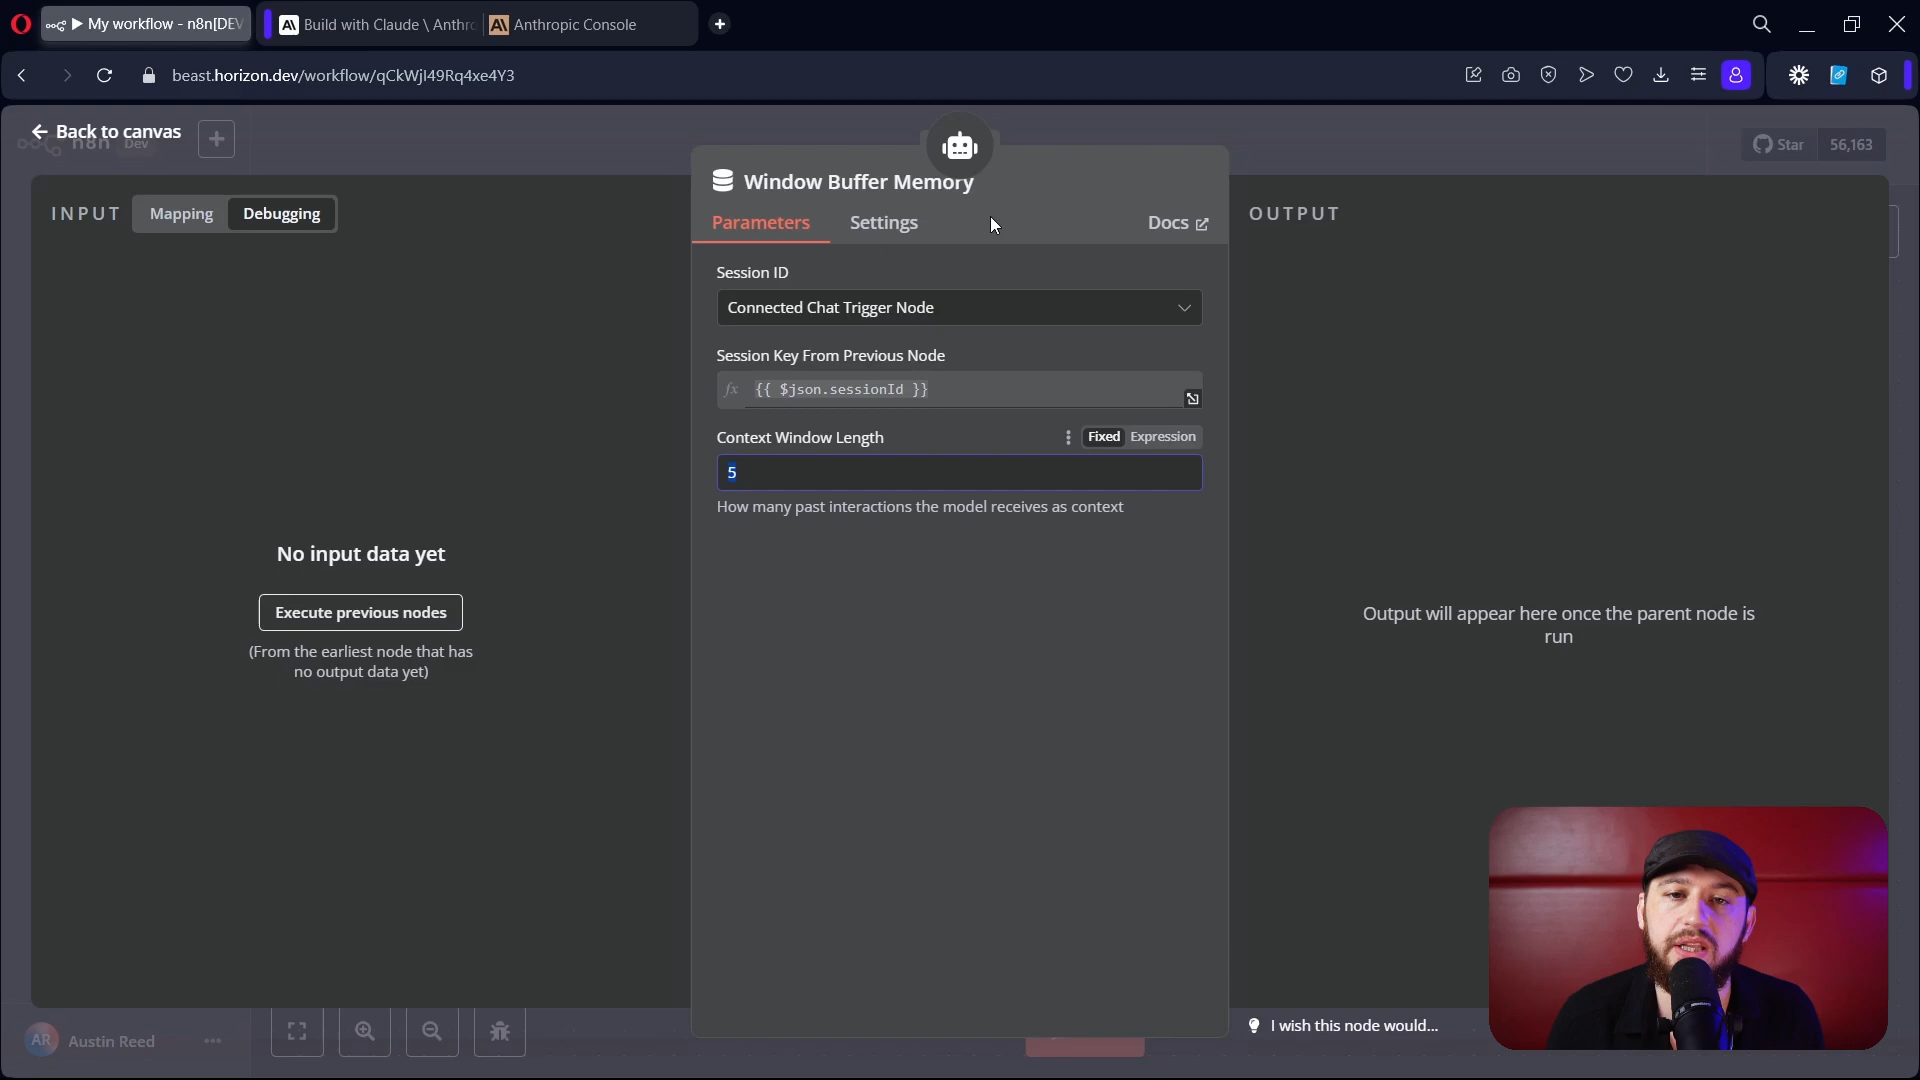 My workflow - n8n[DEV
Build with Claude \ Anthro
Anthropic Console
beast.horizon.dev/workflow/qCkWjI49Rq4xe4Y3
Back to canvas
n8n Dev
Star 56,163
INPUT
Mapping
Debugging
Window Buffer Memory
Parameters
Settings
Docs
OUTPUT
Session ID
Connected Chat Trigger Node
Session Key From Previous Node
fx {{ $json.sessionId }}
Context Window Length
Fixed Expression
5
How many past interactions the model receives as context
No input data yet
Execute previous nodes
(From the earliest node that has
no output data yet)
Output will appear here once the parent node is
run
I wish this node would...
AR Austin Reed